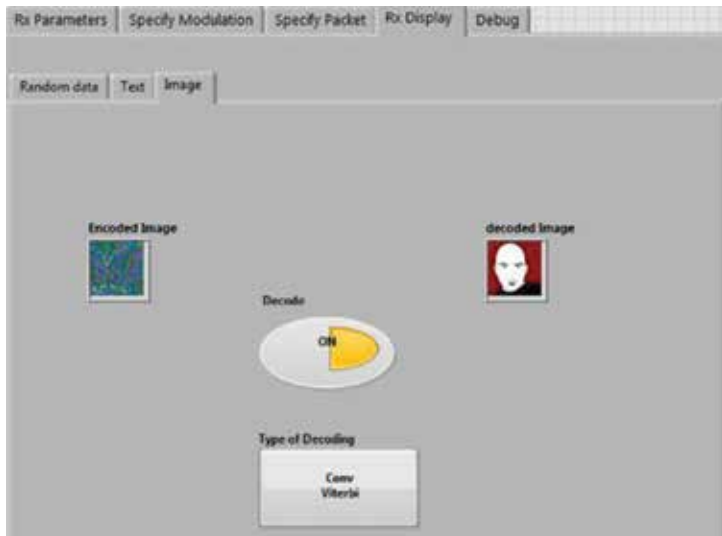 Rx Parameters Specify Modulation Specify Packet Rx Display Debug
Random data Text Image
Encoded Image decoded Image
Decode
ON
Type of Decoding
Conv
Viterbi